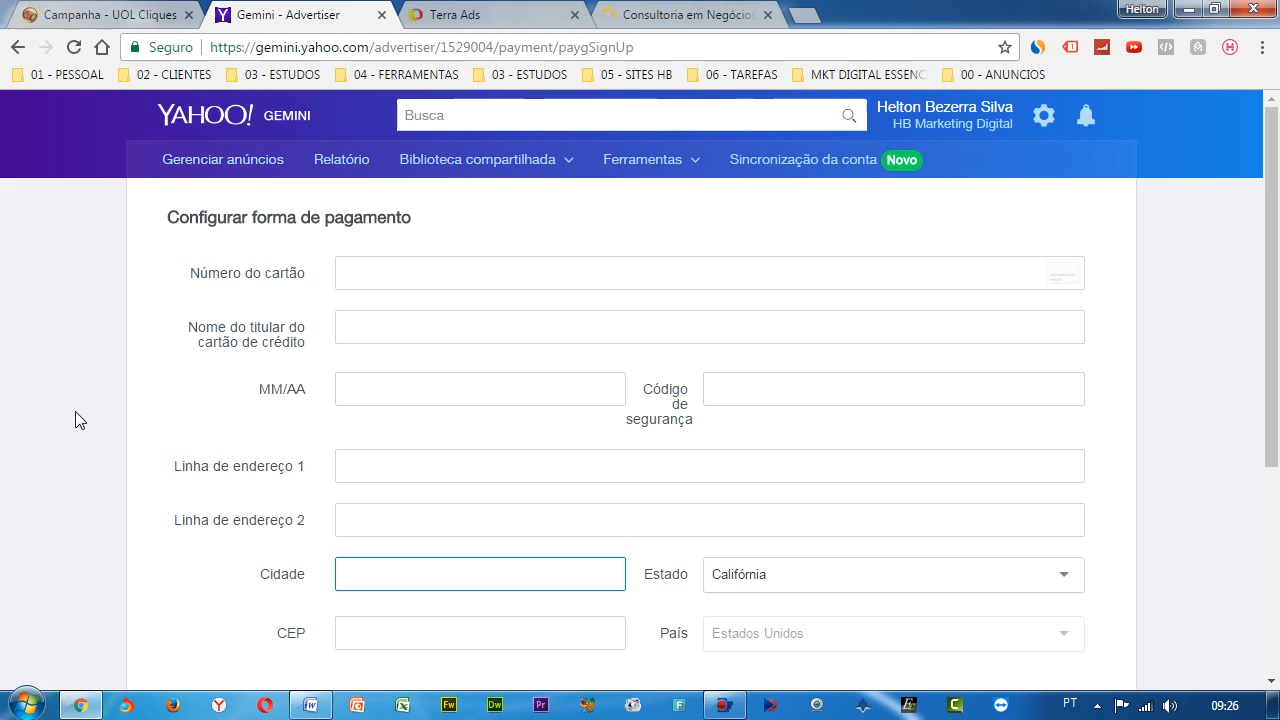 Campanha - UOL Cliques
Gemini - Advertiser
Terra Ads
Consultoria em Negócio
Helton
Seguro
https://gemini.yahoo.com/advertiser/1529004/payment/paygSignUp
01 - PESSOAL
02 - CLIENTES
03 - ESTUDOS
04 - FERRAMENTAS
03 - ESTUDOS
05 - SITES HB
06 - TAREFAS
MKT DIGITAL ESSENC
00 - ANUNCIOS
YAHOO! GEMINI
Busca
Helton Bezerra Silva
HB Marketing Digital
Gerenciar anúncios
Relatório
Biblioteca compartilhada
Ferramentas
Sincronização da conta Novo
Configurar forma de pagamento
Número do cartão
Nome do titular do
cartão de crédito
MM/AA
Código
de
segurança
Linha de endereço 1
Linha de endereço 2
Cidade
Estado
Califórnia
CEP
País
Estados Unidos
PT
09:26